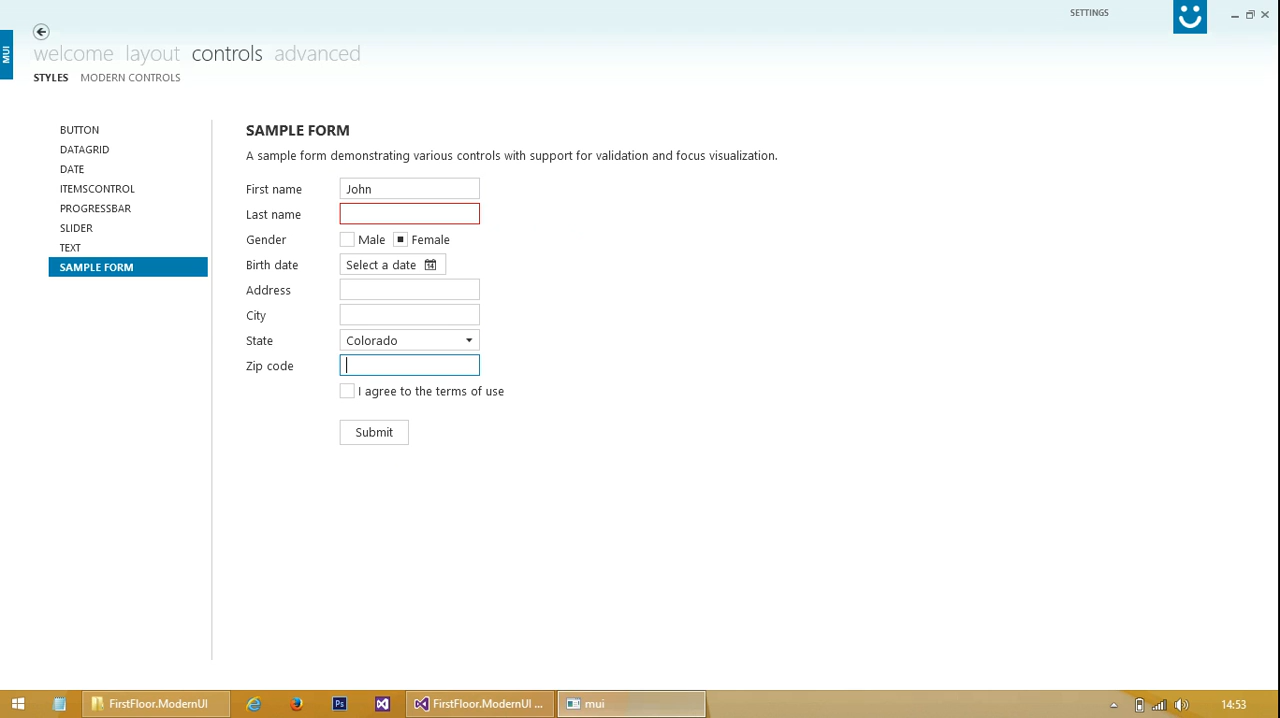 SETTINGS
MUI
welcome layout controls advanced
STYLES MODERN CONTROLS
BUTTON
DATAGRID
DATE
ITEMSCONTROL
PROGRESSBAR
SLIDER
TEXT
SAMPLE FORM
SAMPLE FORM
A sample form demonstrating various controls with support for validation and focus visualization.
First name John
Last name
Gender Male Female
Birth date Select a date 14
Address
City
State Colorado
Zip code
I agree to the terms of use
Submit
FirstFloor.ModernUI Ps FirstFloor.ModernUI ... mui 14:53